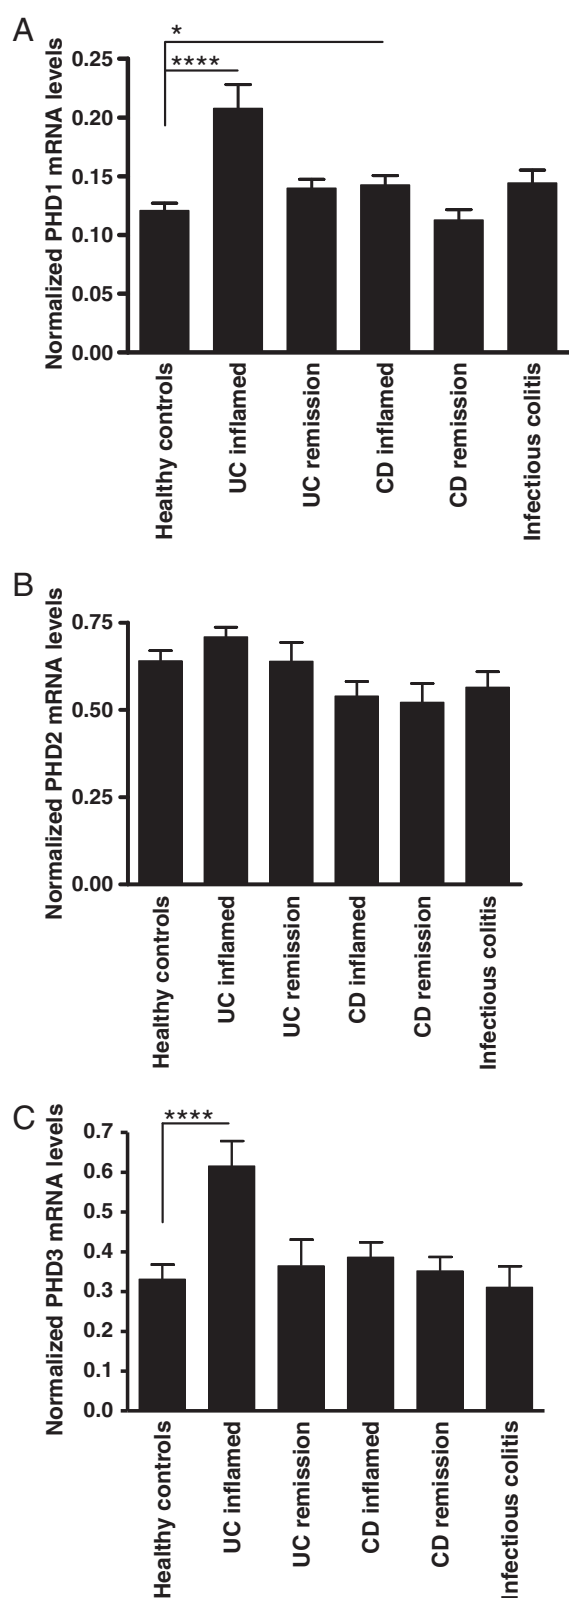 A
Normalized PHD1 mRNA levels
*
****
0.25
0.20
0.15
0.10
0.05
0.00
Healthy controls
UC inflamed
UC remission
CD inflamed
CD remission
Infectious colitis
B
Normalized PHD2 mRNA levels
0.75
0.50
0.25
0.00
Healthy controls
UC inflamed
UC remission
CD inflamed
CD remission
Infectious colitis
C
Normalized PHD3 mRNA levels
****
0.7
0.6
0.5
0.4
0.3
0.2
0.1
0.0
Healthy controls
UC inflamed
UC remission
CD inflamed
CD remission
Infectious colitis